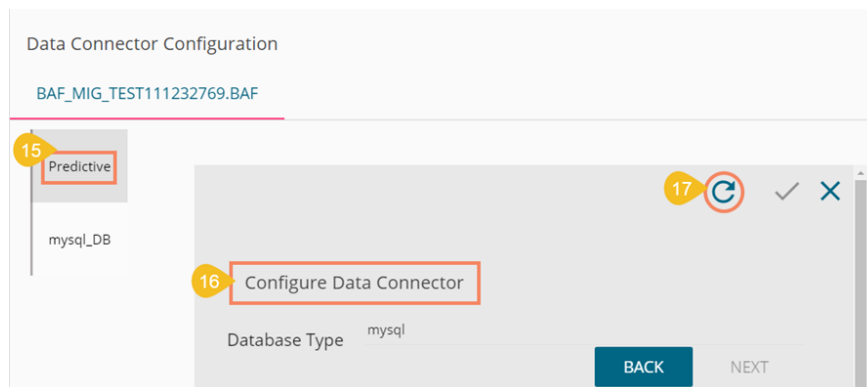 Data Connector Configuration
BAF_MIG_TEST111232769.BAF
15
Predictive
17
mysql_DB
16
Configure Data Connector
Database Type mysql
BACK NEXT